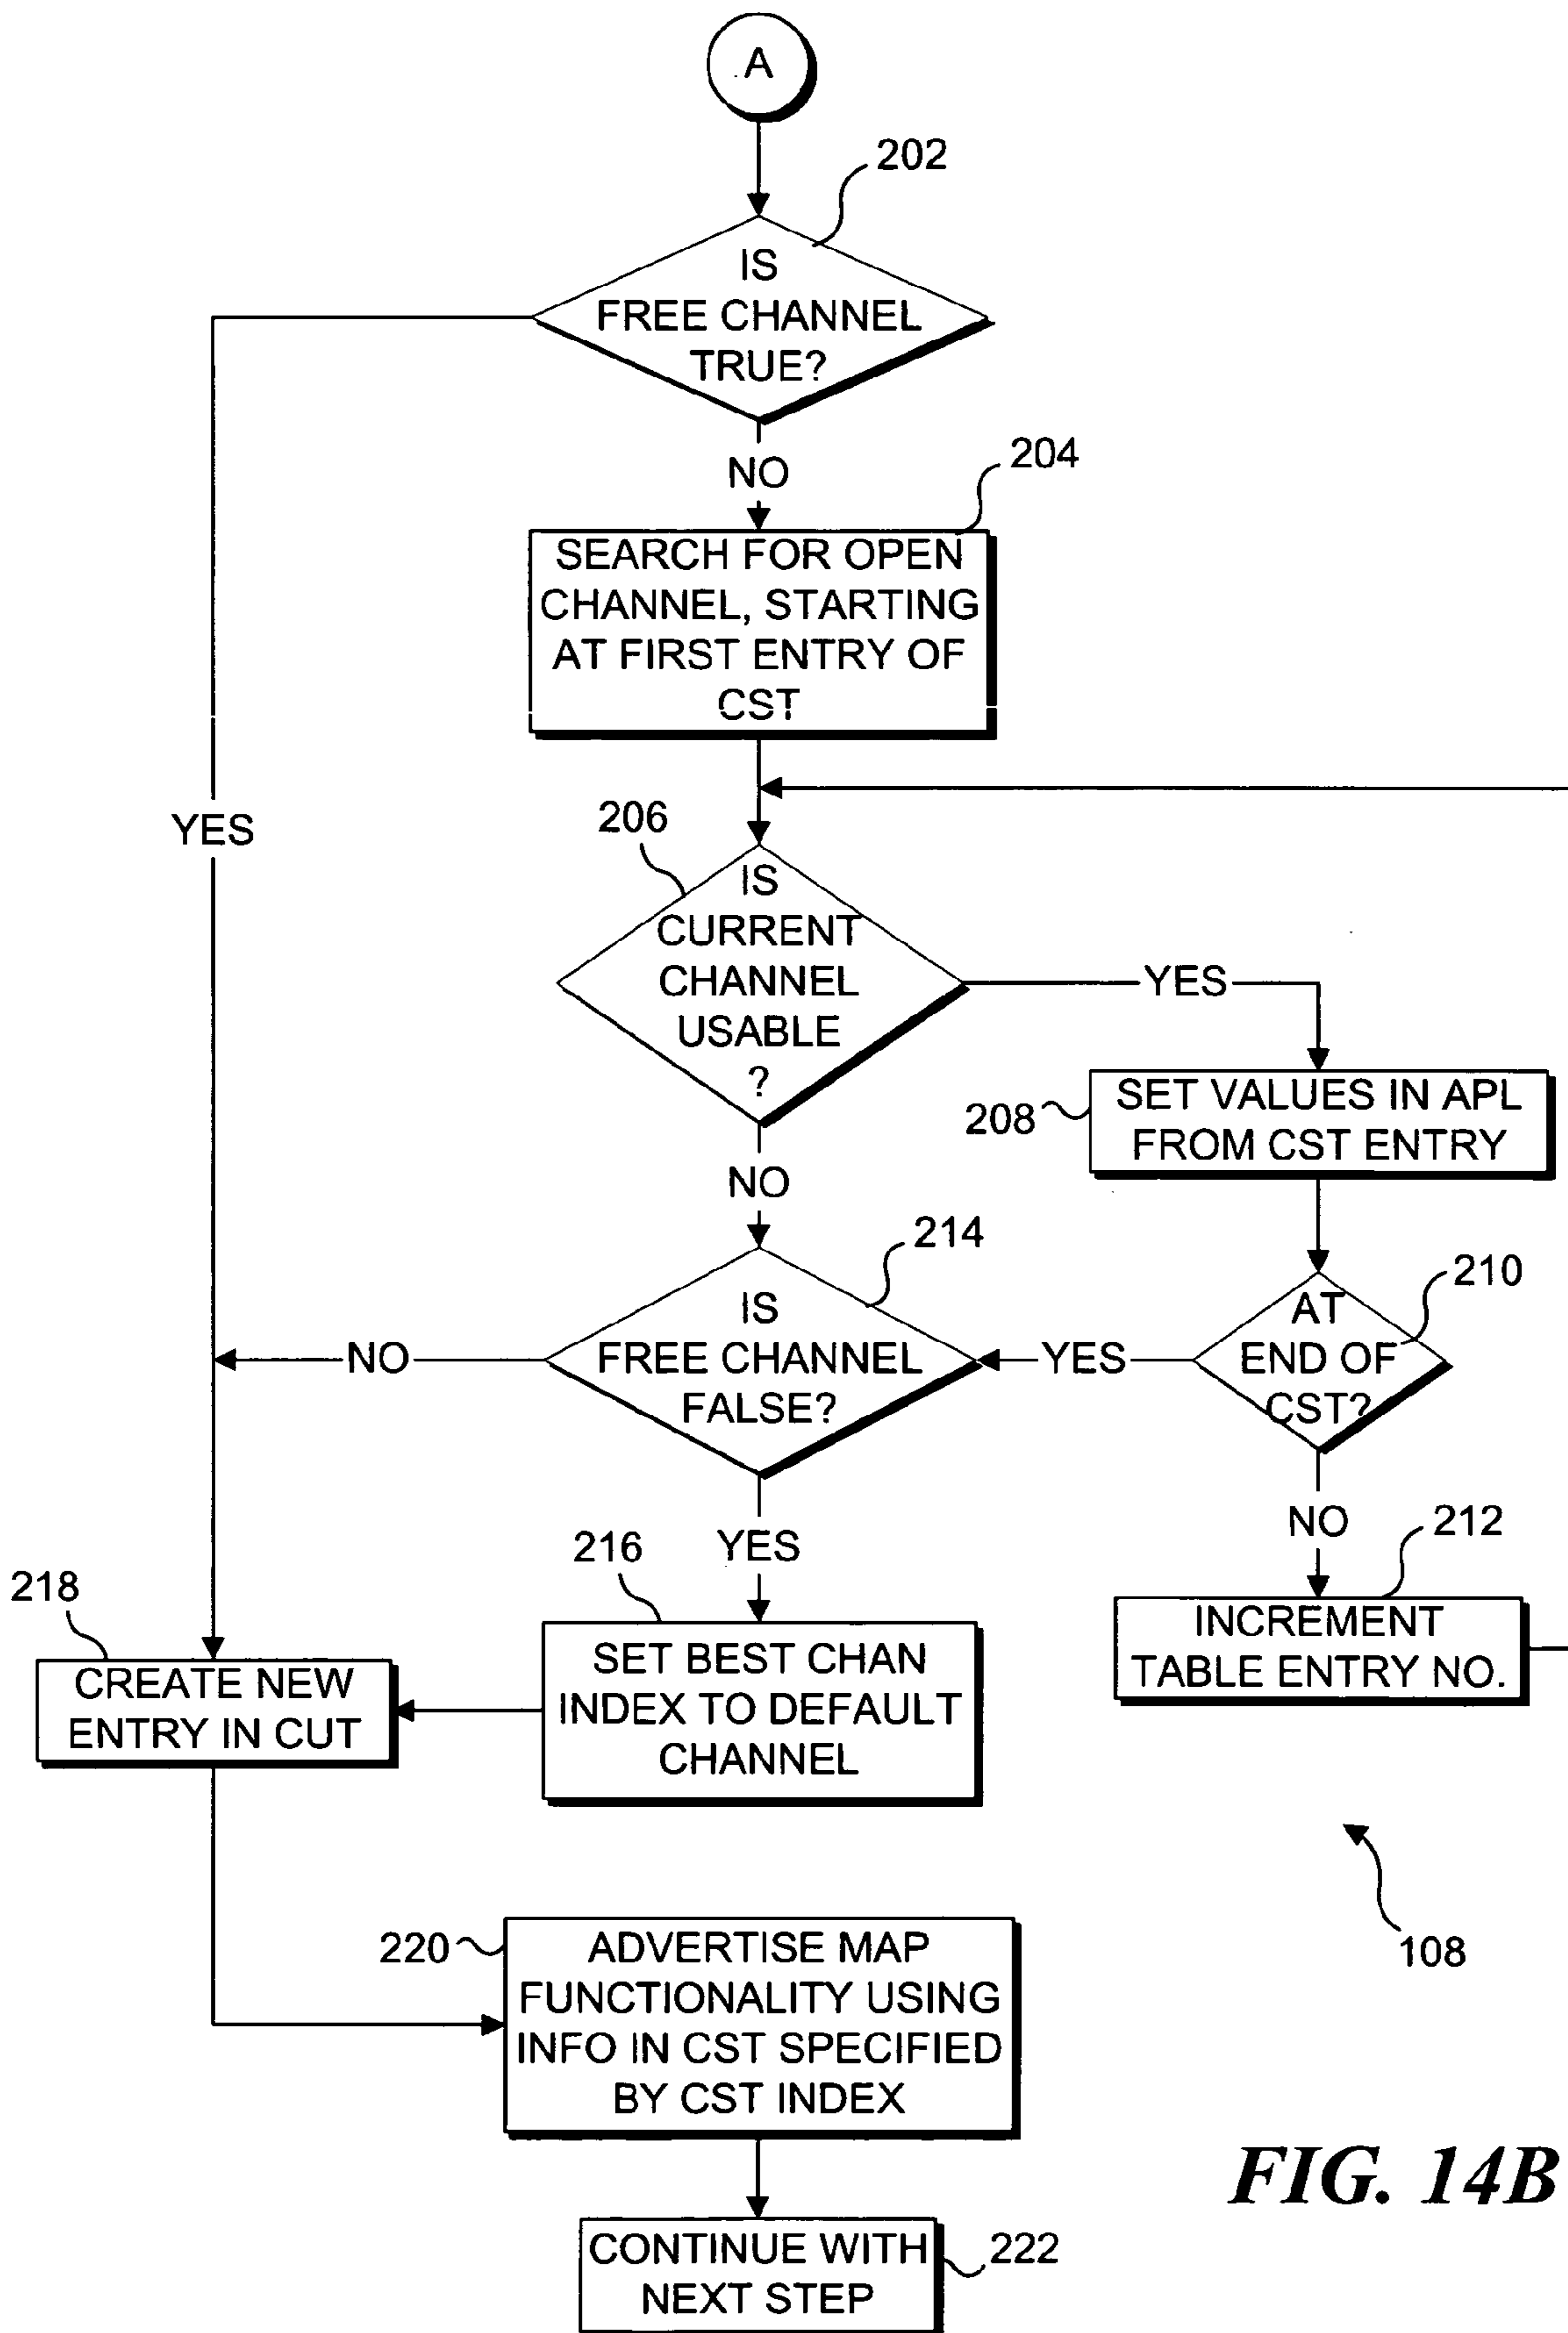 A
202
IS
FREE CHANNEL
TRUE?
NO
204
SEARCH FOR OPEN
CHANNEL, STARTING
AT FIRST ENTRY OF
CST
YES
206
IS
CURRENT
CHANNEL
USABLE
?
YES
208
SET VALUES IN APL
FROM CST ENTRY
NO
214
IS
FREE CHANNEL
FALSE?
NO
YES
210
AT
END OF
CST?
NO
212
INCREMENT
TABLE ENTRY NO.
216
YES
SET BEST CHAN
INDEX TO DEFAULT
CHANNEL
218
CREATE NEW
ENTRY IN CUT
108
220
ADVERTISE MAP
FUNCTIONALITY USING
INFO IN CST SPECIFIED
BY CST INDEX
FIG. 14B
CONTINUE WITH
NEXT STEP
222